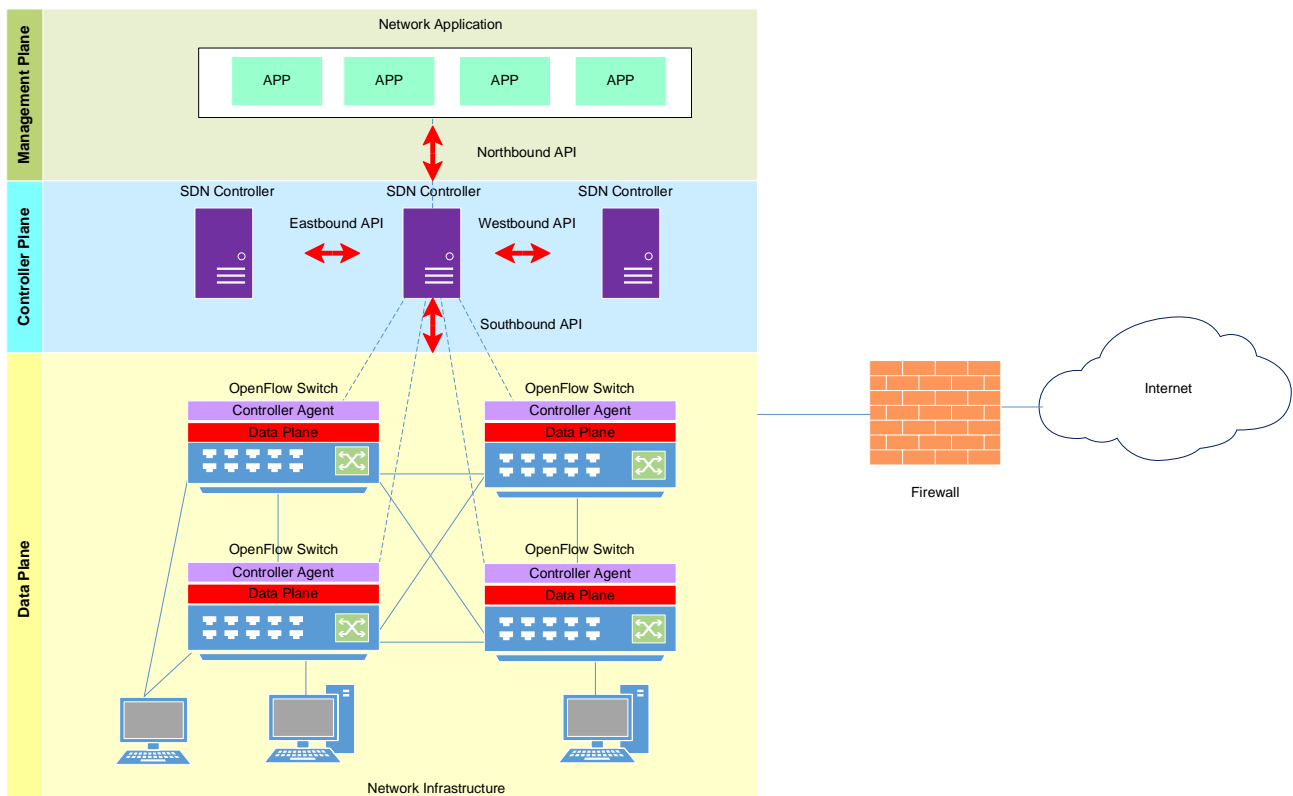 Management Plane
Network Application
APP
APP
APP
APP
Northbound API
Controller Plane
SDN Controller
SDN Controller
SDN Controller
Eastbound API
Westbound API
Southbound API
Data Plane
OpenFlow Switch
Controller Agent
Data Plane
OpenFlow Switch
Controller Agent
Data Plane
OpenFlow Switch
Controller Agent
Data Plane
OpenFlow Switch
Controller Agent
Data Plane
Network Infrastructure
Firewall
Internet